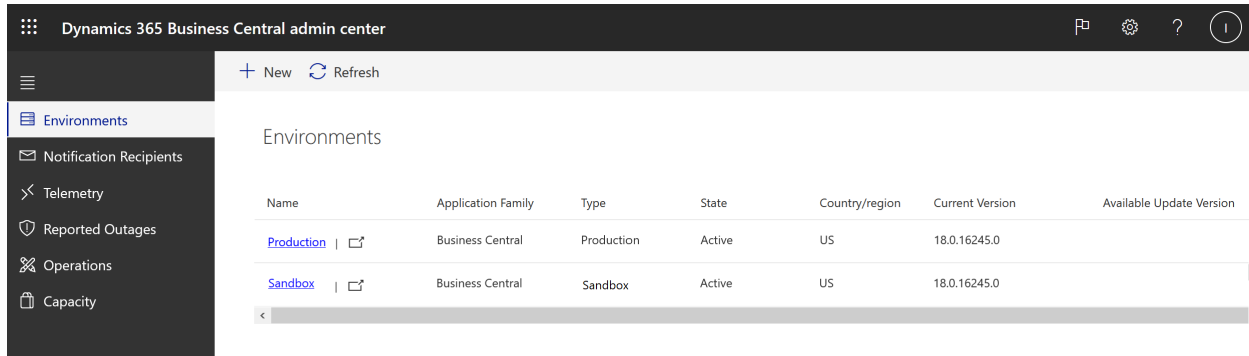 Dynamics 365 Business Central admin center
I
New Refresh
Environments
Notification Recipients
Telemetry
Reported Outages
Operations
Capacity
Environments
Name Application Family Type State Country/region Current Version Available Update Version
Production | Business Central Production Active US 18.0.16245.0
Sandbox | Business Central Sandbox Active US 18.0.16245.0